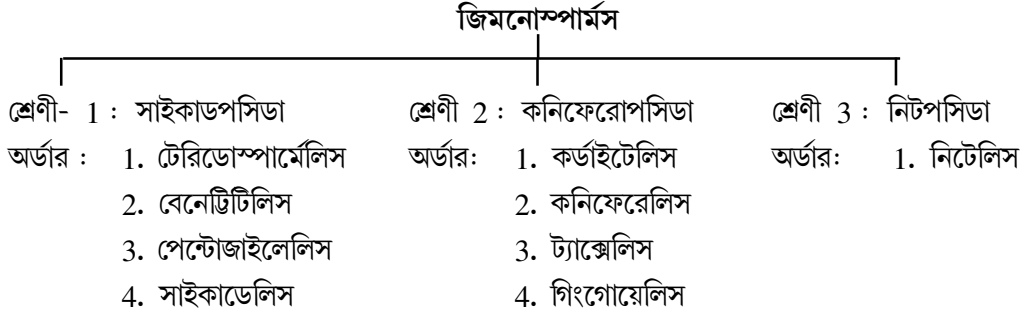 জিমনোস্পার্মস
শ্রেণী- 1 : সাইকাডপসিডা শ্রেণী 2 : কনিফেরোপসিডা শ্রেণী 3 : নিটপসিডা
অর্ডার : 1. টেরিডোস্পার্মেলিস অর্ডার: 1. কর্ডাইটেলিস অর্ডার: 1. নিটেলিস
2. বেনেট্টিটিলিস 2. কনিফেরেলিস
3. পেন্টোজাইলেলিস 3. ট্যাক্সেলিস
4. সাইকাডেলিস 4. গিংগোয়েলিস